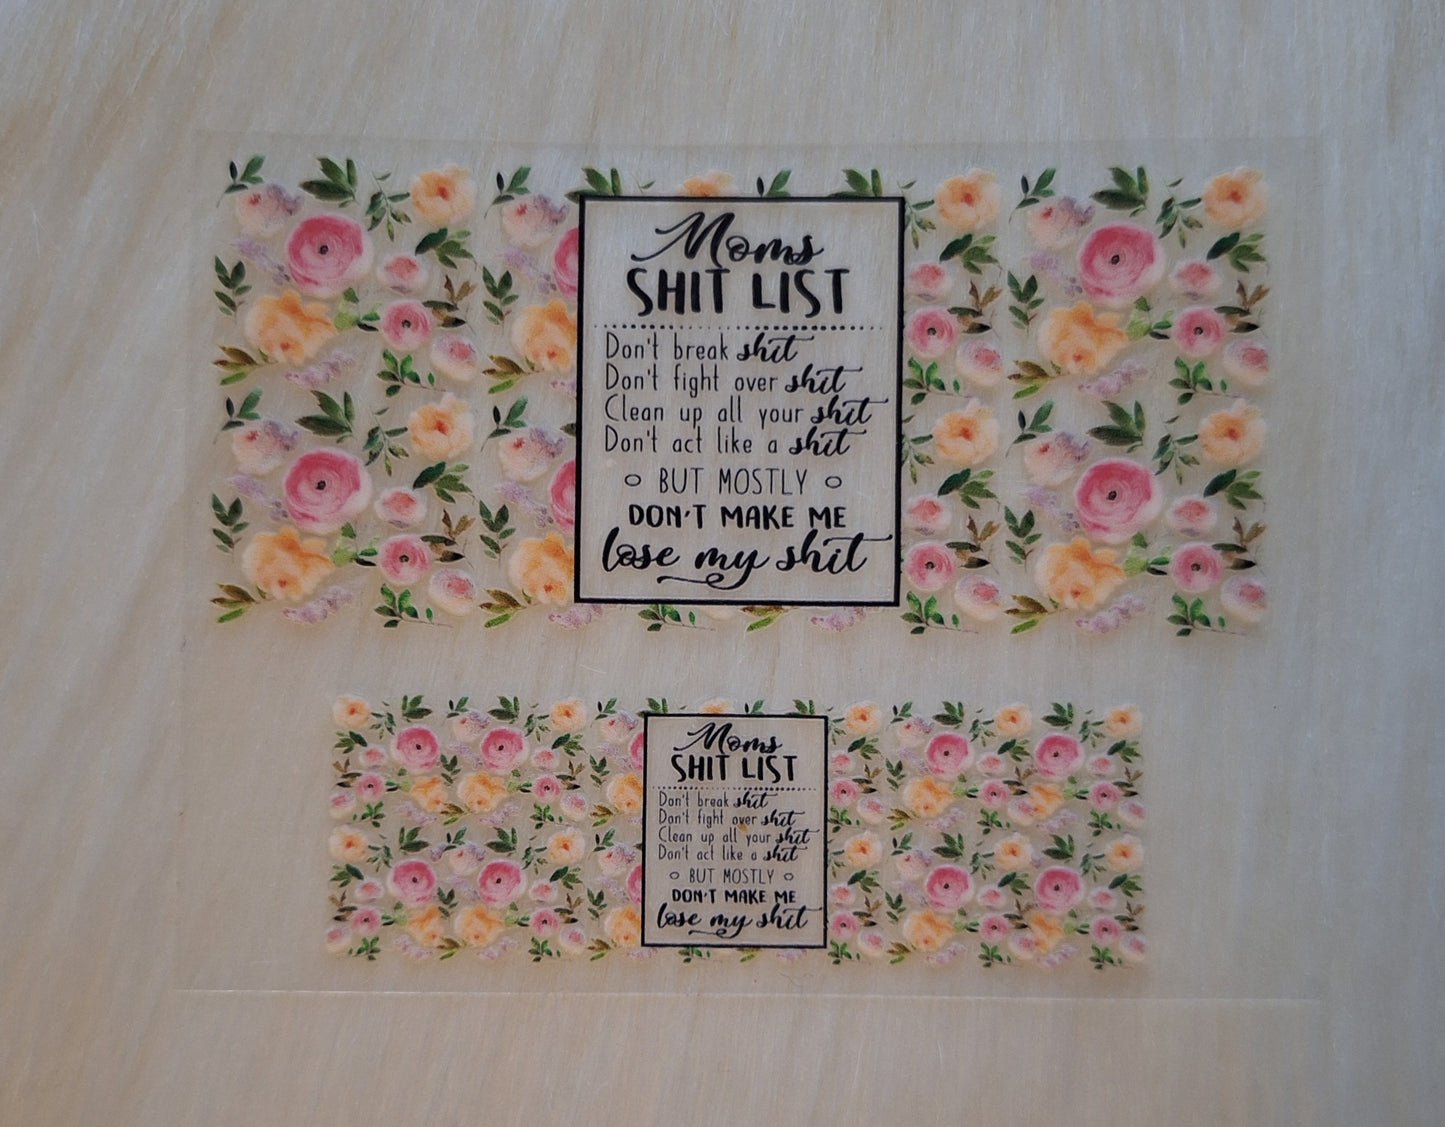 Moms
SHIT LIST
Don't break shit
Don't fight over shit
Clean up all your shit
Don't act like a shit
BUT MOSTLY
DON'T MAKE ME
lose my shit
Moms
SHIT LIST
Don't break shit
Don't fight over shit
Clean up all your shit
Don't act like a shit
BUT MOSTLY
DON'T MAKE ME
lose my shit